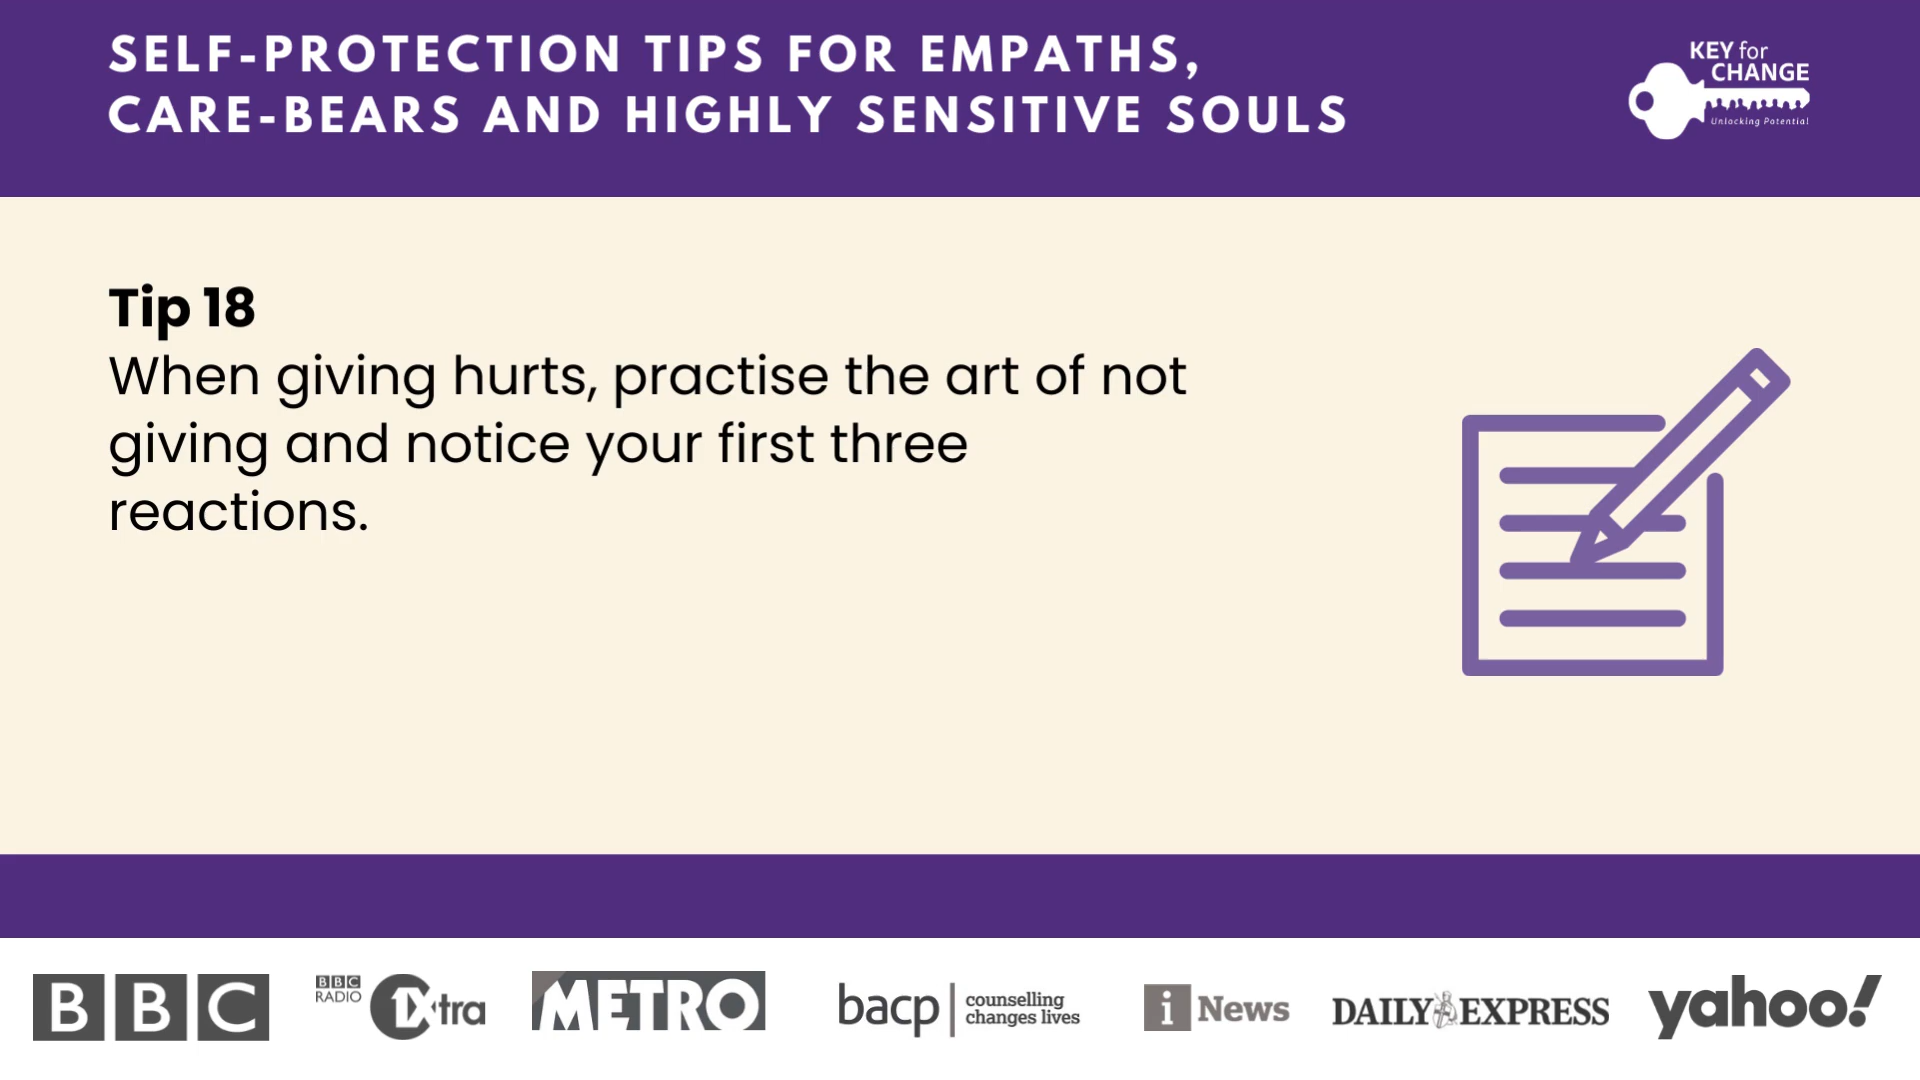 SELF-PROTECTION TIPS FOR EMPATHS,
CARE-BEARS AND HIGHLY SENSITIVE SOULS
KEY for
CHANGE
Unlocking Potential
Tip 18
When giving hurts, practise the art of not
giving and notice your first three
reactions.
BBC
BBC
RADIO
1Xtra
METRO
bacp
counselling
changes lives
i News
DAILY EXPRESS
yahoo!